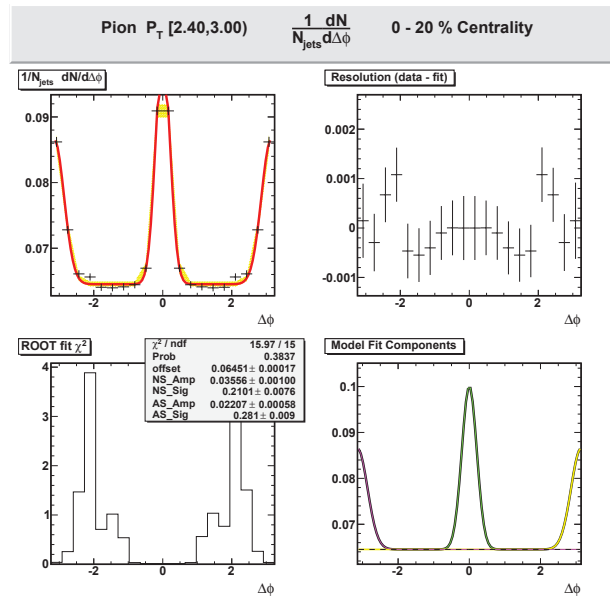 Pion P_T [2.40,3.00) 1 dN / N_jets dΔϕ 0 - 20 % Centrality
1/N_jets dN/dΔϕ
0.09
0.08
0.07
-2 0 2
Δϕ
Resolution (data - fit)
0.002
0.001
0
-0.001
-2 0 2
Δϕ
ROOT fit χ²
4
3
2
1
0
-2 0 2
Δϕ
χ² / ndf 15.97 / 15
Prob 0.3837
offset 0.06451 ± 0.00017
NS_Amp 0.03556 ± 0.00100
NS_Sig 0.2101 ± 0.0076
AS_Amp 0.02207 ± 0.00058
AS_Sig 0.281 ± 0.009
Model Fit Components
0.1
0.09
0.08
0.07
-2 0 2
Δϕ